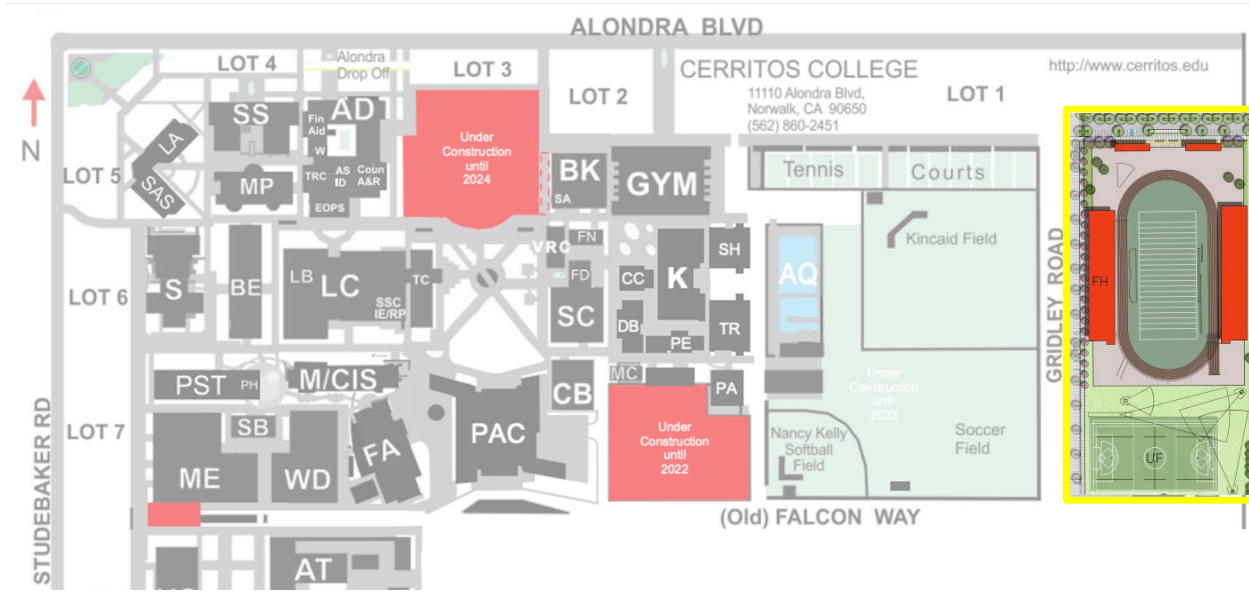 ALONDRA BLVD
LOT 4
Alondra
Drop Off
LOT 3
LOT 2
CERRITOS COLLEGE
11110 Alondra Blvd,
Norwalk, CA 90650
(562) 860-2451
LOT 1
http://www.cerritos.edu
N
SS
AD
Fin
Aid
W
LA
SAS
LOT 5
MP
TRC
AS
ID
Coun
A&R
EOPS
Under
Construction
until
2024
BK
SA
GYM
Tennis
Courts
Kincaid Field
VRC
FN
FD
SH
S
BE
LB
LC
TC
SSC
IE/RP
LOT 6
SC
CC
K
DB
PE
TR
AQ
GRIDLEY ROAD
FH
PST
PH
M/CIS
MC
CB
PA
Under
Construction
until
2022
LOT 7
SB
ME
WD
FA
PAC
Under
Construction
until
2022
Nancy Kelly
Softball
Field
Soccer
Field
UF
STUDEBAKER RD
(Old) FALCON WAY
AT